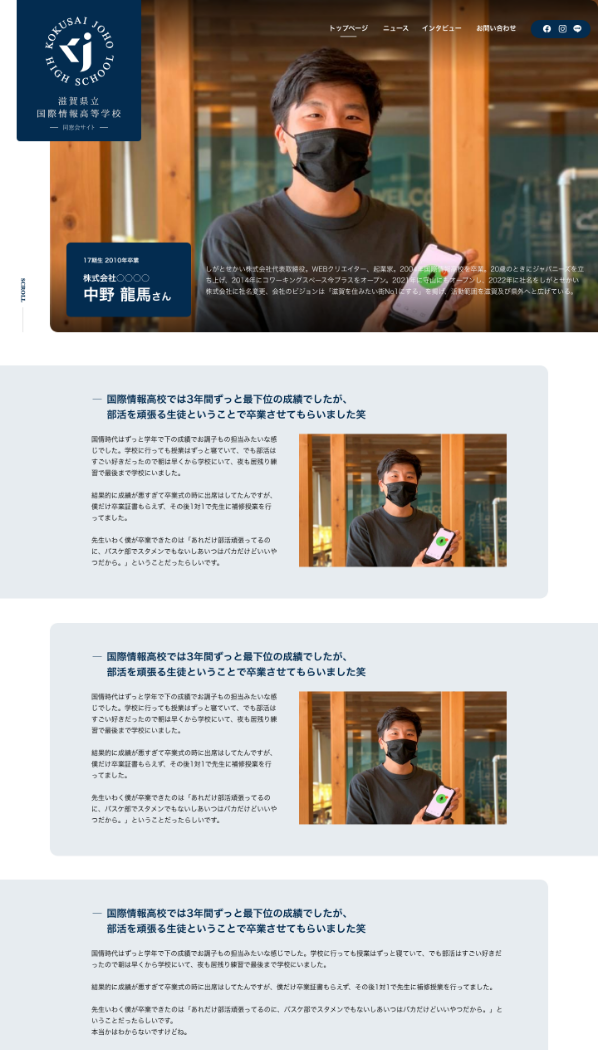 KOKUSAI JOHO
HIGH SCHOOL
滋賀県立
国際情報高等学校
同窓会サイト
トップページ ニュース インタビュー お問い合わせ
SCROLL
17期生 2010年卒業
株式会社○○○○
中野 龍馬さん
しがとせかい株式会社代表取締役。WEBクリエイター、起業家。200
校を卒業。20歳のときにジャパニーズを立
ち上げ、2014年にコワーキングスペース今プラスをオープン。2021年に守山にもオープンし、2022年に社名をしがとせかい
株式会社に社名変更、会社のビジョンは「滋賀を住みたい街No1にする」を掲げ、活動範囲を滋賀及び県外へと広げている。
国際情報高校では3年間ずっと最下位の成績でしたが、
部活を頑張る生徒ということで卒業させてもらいました笑
国情時代はずっと学年で下の成績でお調子もの担当みたいな感
じでした。学校に行っても授業はずっと寝ていて、でも部活は
すごい好きだったので朝は早くから学校にいて、夜も居残り練
習で最後まで学校にいました。
結果的に成績が悪すぎて卒業式の時に出席はしてたんですが、
僕だけ卒業証書もらえず、その後1対1で先生に補修授業を行
ってました。
先生いわく僕が卒業できたのは「あれだけ部活頑張ってるの
に、バスケ部でスタメンでもないしあいつはバカだけどいいや
つだから。」ということだったらしいです。
国際情報高校では3年間ずっと最下位の成績でしたが、
部活を頑張る生徒ということで卒業させてもらいました笑
国情時代はずっと学年で下の成績でお調子もの担当みたいな感
じでした。学校に行っても授業はずっと寝ていて、でも部活は
すごい好きだったので朝は早くから学校にいて、夜も居残り練
習で最後まで学校にいました。
結果的に成績が悪すぎて卒業式の時に出席はしてたんですが、
僕だけ卒業証書もらえず、その後1対1で先生に補修授業を行
ってました。
先生いわく僕が卒業できたのは「あれだけ部活頑張ってるの
に、バスケ部でスタメンでもないしあいつはバカだけどいいや
つだから。」ということだったらしいです。
国際情報高校では3年間ずっと最下位の成績でしたが、
部活を頑張る生徒ということで卒業させてもらいました笑
国情時代はずっと学年で下の成績でお調子もの担当みたいな感じでした。学校に行っても授業はずっと寝ていて、でも部活はすごい好きだ
ったので朝は早くから学校にいて、夜も居残り練習で最後まで学校にいました。
結果的に成績が悪すぎて卒業式の時に出席はしてたんですが、僕だけ卒業証書もらえず、その後1対1で先生に補修授業を行ってました。
先生いわく僕が卒業できたのは「あれだけ部活頑張ってるのに、バスケ部でスタメンでもないしあいつはバカだけどいいやつだから。」と
いうことだったらしいです。
本当かはわからないですけどね。